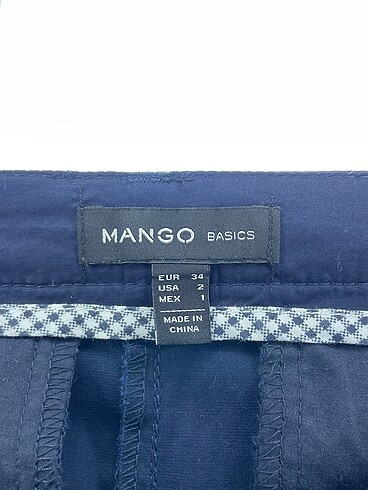 MANGO BASICS
EUR 34
USA 2
MEX 1
MADE IN
CHINA